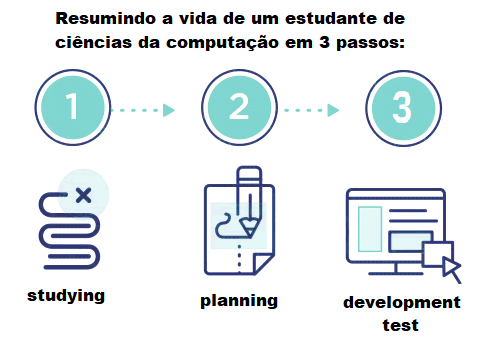 Resumindo a vida de um estudante de
ciências da computação em 3 passos:
1
2
3
studying
planning
development
test